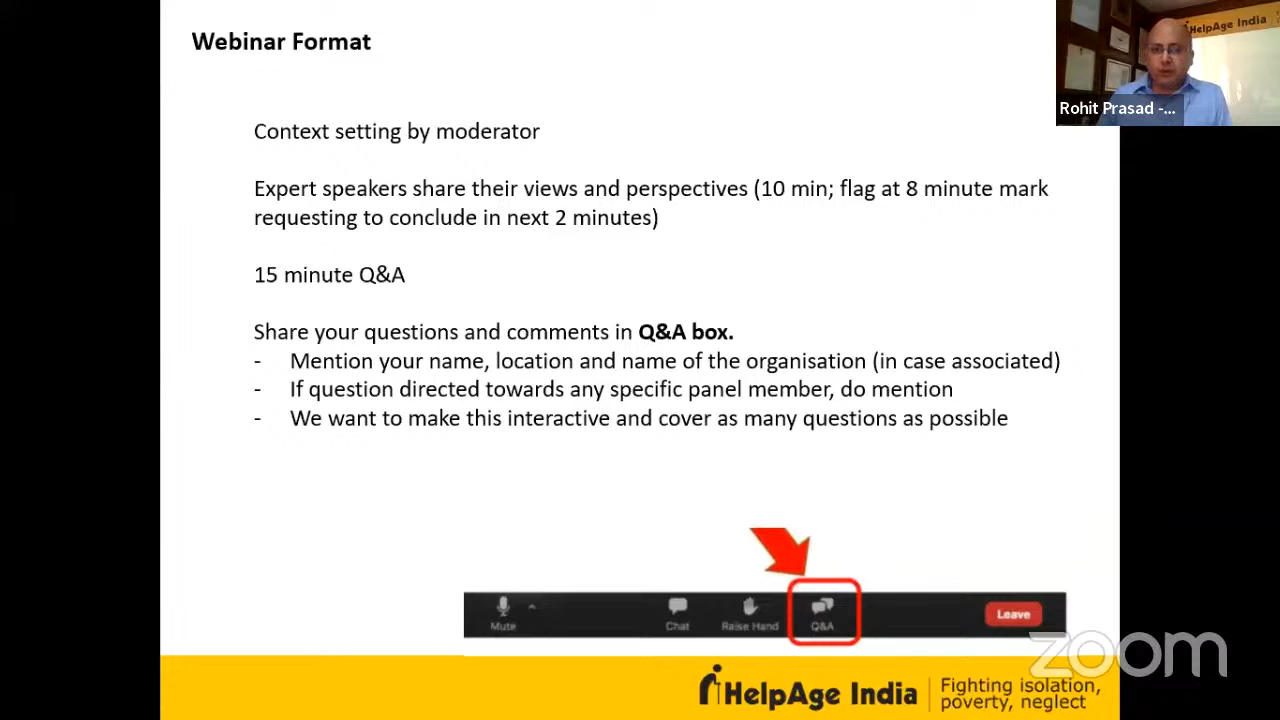 Webinar Format
HelpAge India
Rohit Prasad -...
Context setting by moderator
Expert speakers share their views and perspectives (10 min; flag at 8 minute mark
requesting to conclude in next 2 minutes)
15 minute Q&A
Share your questions and comments in Q&A box.
- Mention your name, location and name of the organisation (in case associated)
- If question directed towards any specific panel member, do mention
- We want to make this interactive and cover as many questions as possible
Mute
Chat
Raise Hand
Q&A
Leave
zoom
HelpAge India
Fighting isolation,
poverty, neglect